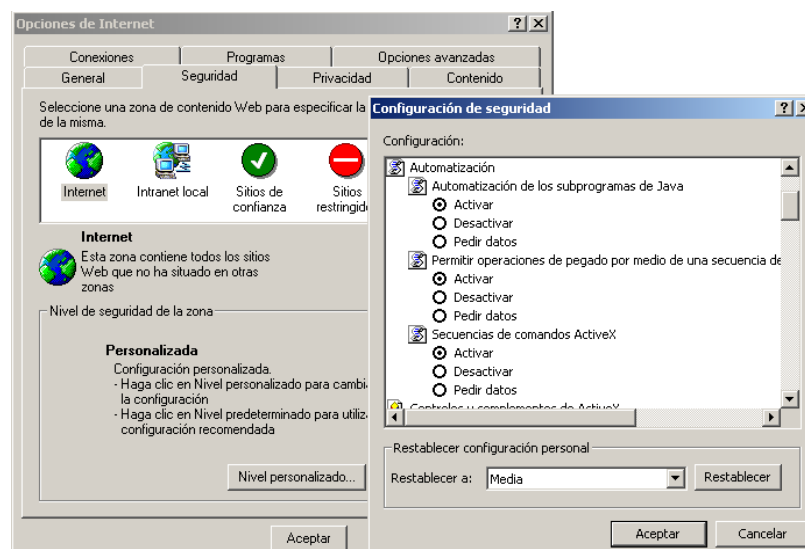 Opciones de Internet
Conexiones Programas Opciones avanzadas
General Seguridad Privacidad Contenido
Seleccione una zona de contenido Web para especificar la
de la misma.
Internet
Intranet local
Sitios de
confianza
Sitios
Internet
Esta zona contiene todos los sitios
Web que no ha situado en otras
zonas
Nivel de seguridad de la zona
Personalizada
Configuración personalizada.
- Haga clic en Nivel personalizado para
la configuración
- Haga clic en Nivel predeterminado para
configuración recomendada
Nivel personalizado...
Aceptar
Configuración de seguridad
Configuración:
Automatización
Automatización de los subprogramas de Java
Activar
Desactivar
Pedir datos
Permitir operaciones de pegado por medio de una secuencia de
Activar
Desactivar
Pedir datos
Secuencias de comandos ActiveX
Activar
Desactivar
Pedir datos
Restablecer configuración personal
Restablecer a: Media Restablecer
Aceptar Cancelar